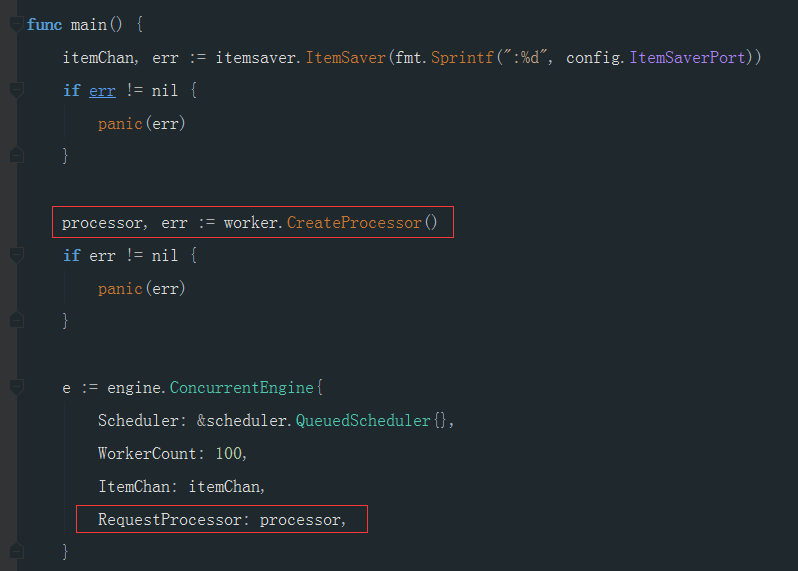 func main() {
    itemChan, err := itemsaver.ItemSaver(fmt.Sprintf(":%d", config.ItemSaverPort))
    if err != nil {
        panic(err)
    }
    processor, err := worker.CreateProcessor()
    if err != nil {
        panic(err)
    }
    e := engine.ConcurrentEngine{
        Scheduler: &scheduler.QueuedScheduler{},
        WorkerCount: 100,
        ItemChan: itemChan,
        RequestProcessor: processor,
    }